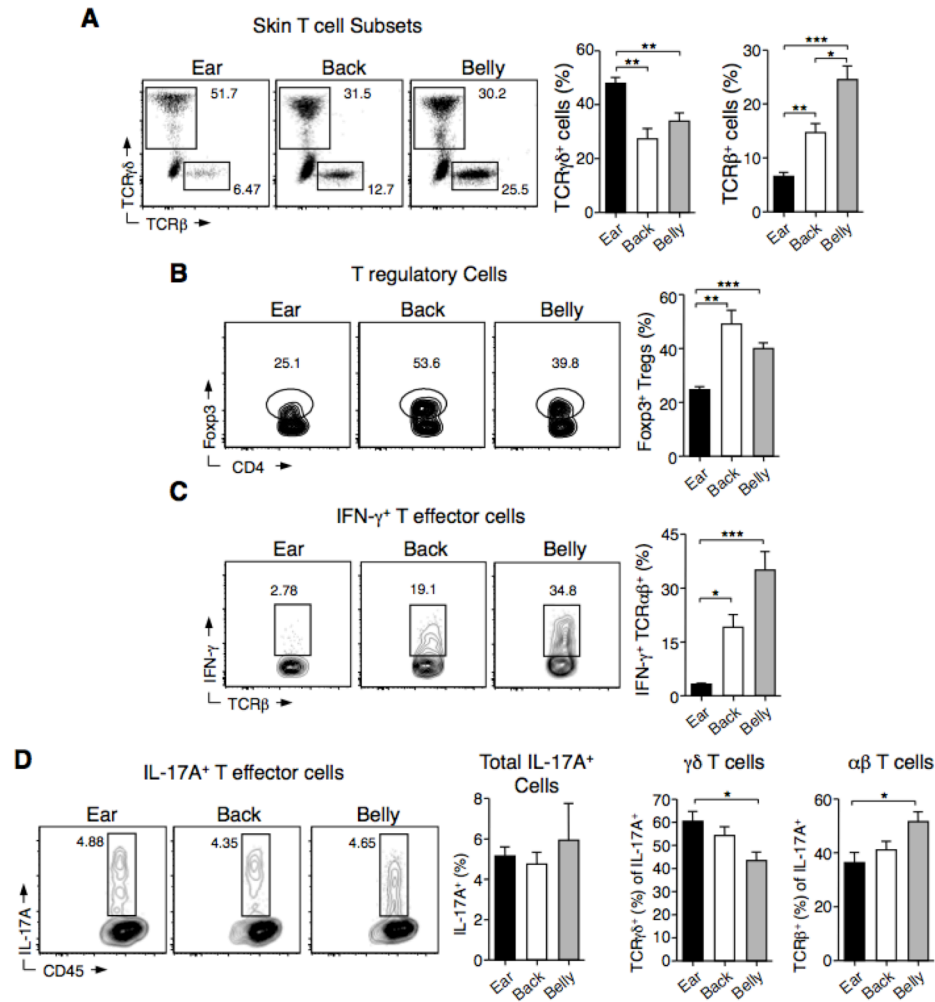 A
Skin T cell Subsets
Ear Back Belly
51.7 31.5 30.2
6.47 12.7 25.5
TCRγδ
TCRβ
TCRγδ⁺ cells (%)
60
40
20
0
**
**
Ear Back Belly
TCRβ⁺ cells (%)
30
20
10
0
***
*
**
Ear Back Belly
B
T regulatory Cells
Ear Back Belly
25.1 53.6 39.8
Foxp3
CD4
Foxp3⁺ Tregs (%)
60
40
20
0
***
**
Ear Back Belly
C
IFN-γ⁺ T effector cells
Ear Back Belly
2.78 19.1 34.8
IFN-γ
TCRβ
IFN-γ⁺ TCRαβ⁺ (%)
45
30
15
0
***
*
Ear Back Belly
D
IL-17A⁺ T effector cells
Ear Back Belly
4.88 4.35 4.65
IL-17A
CD45
Total IL-17A⁺
Cells
IL-17A⁺ (%)
8
6
4
2
0
Ear Back Belly
γδ T cells
TCRγδ⁺ (%) of IL-17A⁺
70
60
50
40
30
20
10
0
*
Ear Back Belly
αβ T cells
TCRβ⁺ (%) of IL-17A⁺
60
40
20
0
*
Ear Back Belly